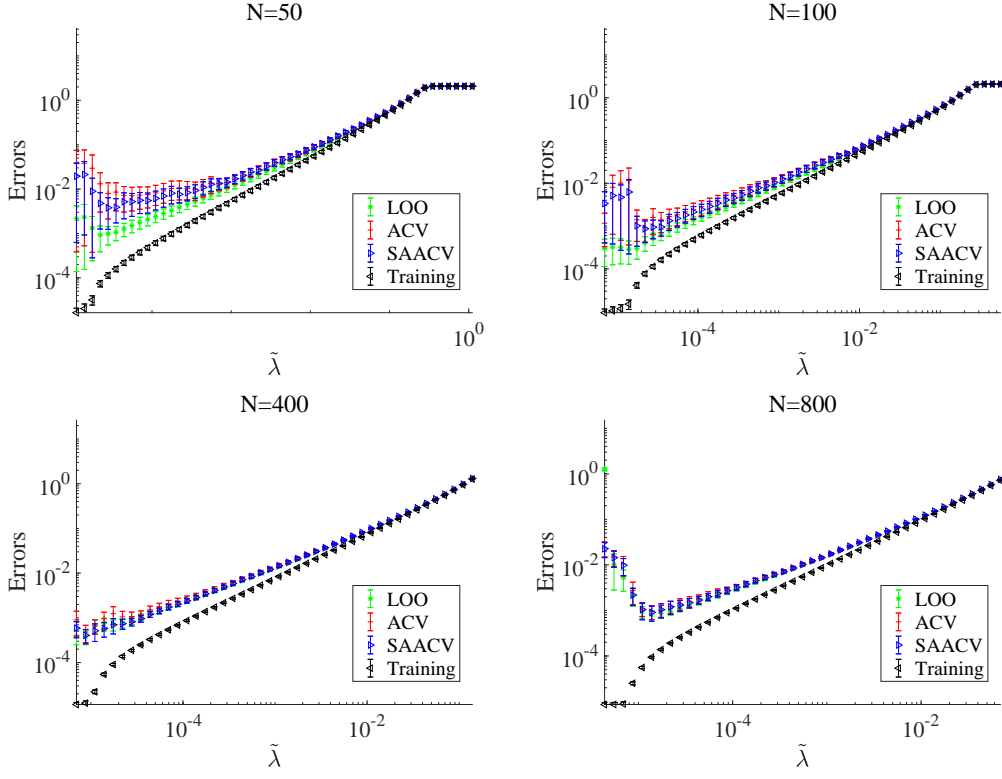 N=50
Errors
10^0
10^-2
10^-4
LOO
ACV
SAACV
Training
10^0
λ̃
N=100
Errors
10^0
10^-2
10^-4
LOO
ACV
SAACV
Training
10^-4
10^-2
λ̃
N=400
Errors
10^0
10^-2
10^-4
LOO
ACV
SAACV
Training
10^-4
10^-2
λ̃
N=800
Errors
10^0
10^-2
10^-4
LOO
ACV
SAACV
Training
10^-4
10^-2
λ̃